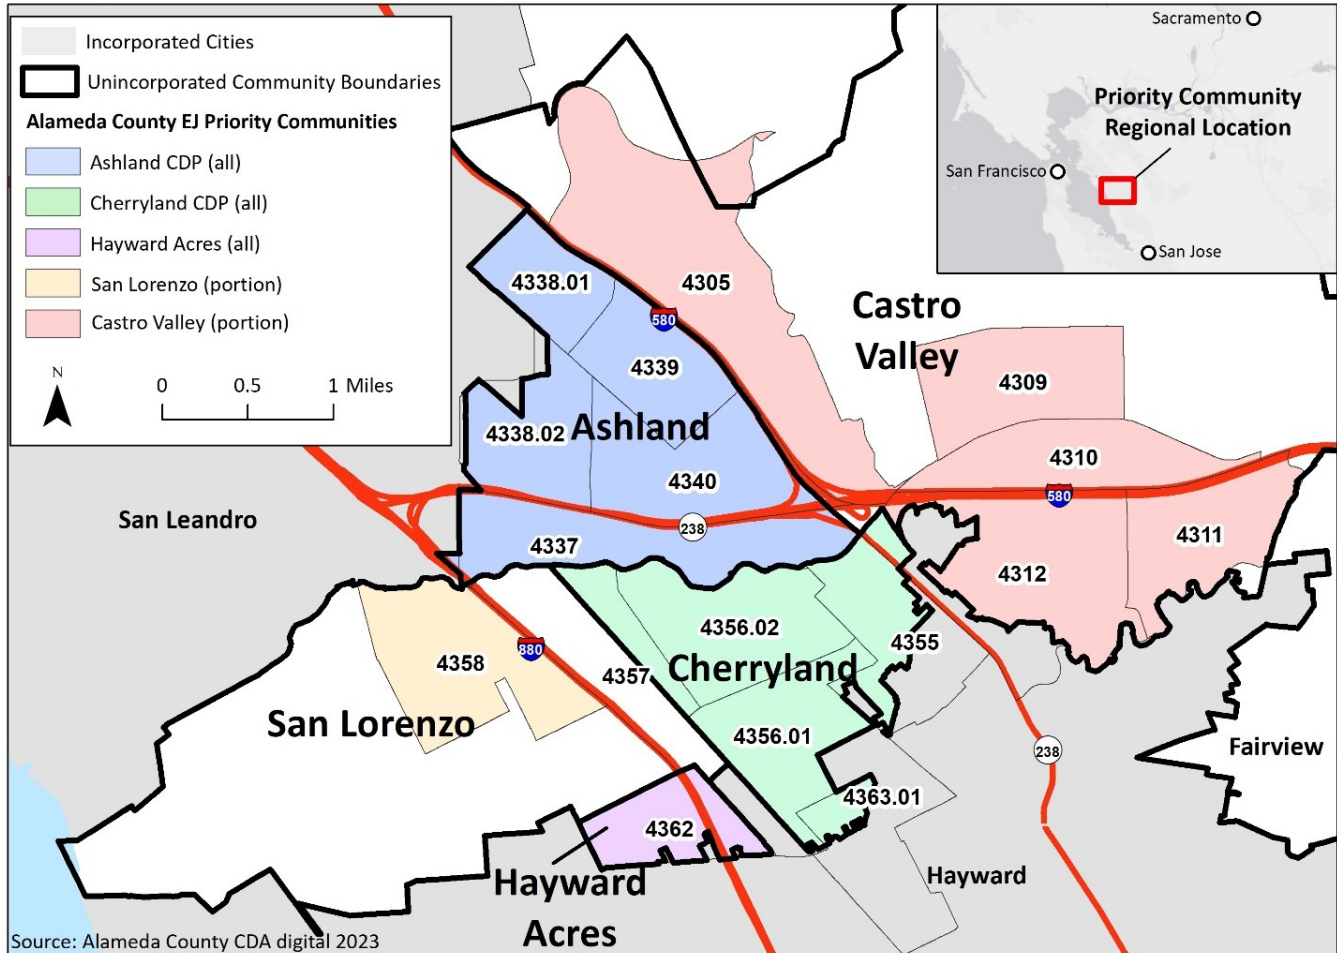 Incorporated Cities
Unincorporated Community Boundaries
Alameda County EJ Priority Communities
Ashland CDP (all)
Cherryland CDP (all)
Hayward Acres (all)
San Lorenzo (portion)
Castro Valley (portion)
N
0 0.5 1 Miles
Sacramento
Priority Community
Regional Location
San Francisco
San Jose
4338.01
4305
580
Castro
Valley
4339
4309
4338.02
Ashland
4310
4340
580
San Leandro
238
4337
4311
4312
4356.02
4355
880
4358
4357
Cherryland
San Lorenzo
4356.01
238
Fairview
4363.01
4362
Hayward
Hayward
Acres
Source: Alameda County CDA digital 2023